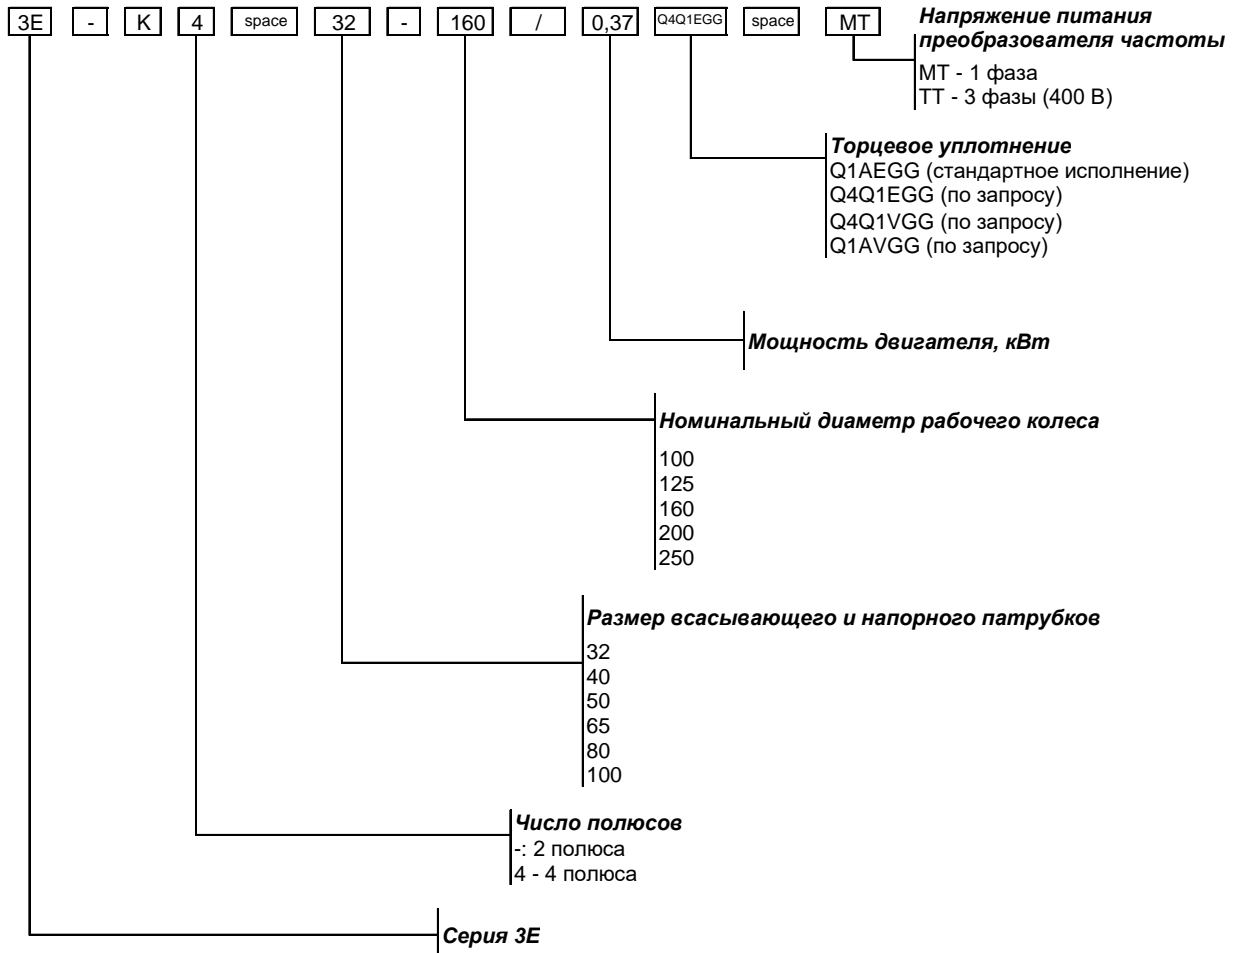 3E - K 4 space 32 - 160 / 0,37 Q4Q1EGG space MT
Напряжение питания
преобразователя частоты
MT - 1 фаза
TT - 3 фазы (400 В)
Торцевое уплотнение
Q1AEGG (стандартное исполнение)
Q4Q1EGG (по запросу)
Q4Q1VGG (по запросу)
Q1AVGG (по запросу)
Мощность двигателя, кВт
Номинальный диаметр рабочего колеса
100
125
160
200
250
Размер всасывающего и напорного патрубков
32
40
50
65
80
100
Число полюсов
-: 2 полюса
4 - 4 полюса
Серия 3E